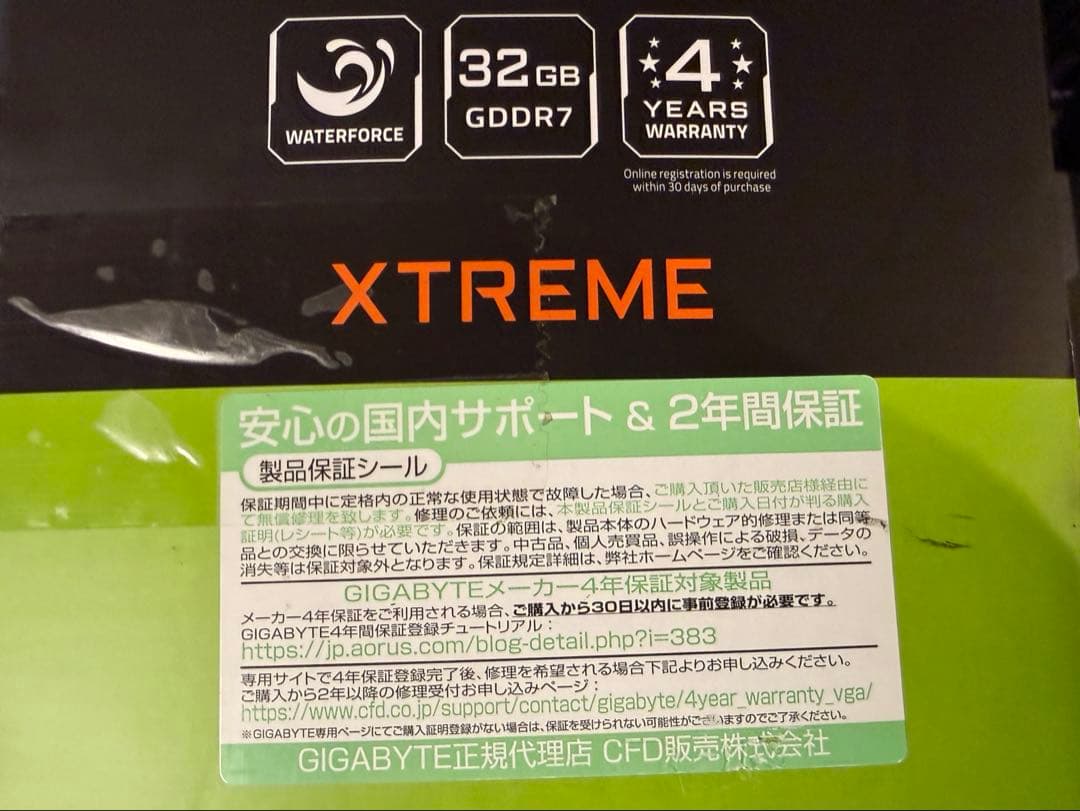 WATERFORCE
32GB
GDDR7
4
YEARS
WARRANTY
Online registration is required
within 30 days of purchase
XTREME
安心の国内サポート & 2年間保証
製品保証シール
保証期間中に定格内の正常な使用状態で故障した場合、ご購入頂いた販売店様経由に
て無償修理を致します。修理のご依頼には、本製品保証シールとご購入日付が判る購入
証明(レシート等)が必要です。保証の範囲は、製品本体のハードウェア的修理または同等
品との交換に限らせていただきます。中古品、個人売買品、誤操作による破損、データの
消失等は保証対象外となります。保証規定詳細は、弊社ホームページをご確認ください。
GIGABYTEメーカー4年保証対象製品
メーカー4年保証をご利用される場合、ご購入から30日以内に事前登録が必要です。
GIGABYTE4年間保証登録チュートリアル：
https://jp.aorus.com/blog-detail.php?i=383
専用サイトで4年保証登録完了後、修理を希望される場合下記よりお申し込みください。
ご購入から2年以降の修理受付お申し込みページ：
https://www.cfd.co.jp/support/contact/gigabyte/4year_warranty_vga/
※GIGABYTE専用ページにてご購入証明登録がない場合は、保証を受けられない可能性がございますのでご了承ください。
GIGABYTE正規代理店 CFD販売株式会社